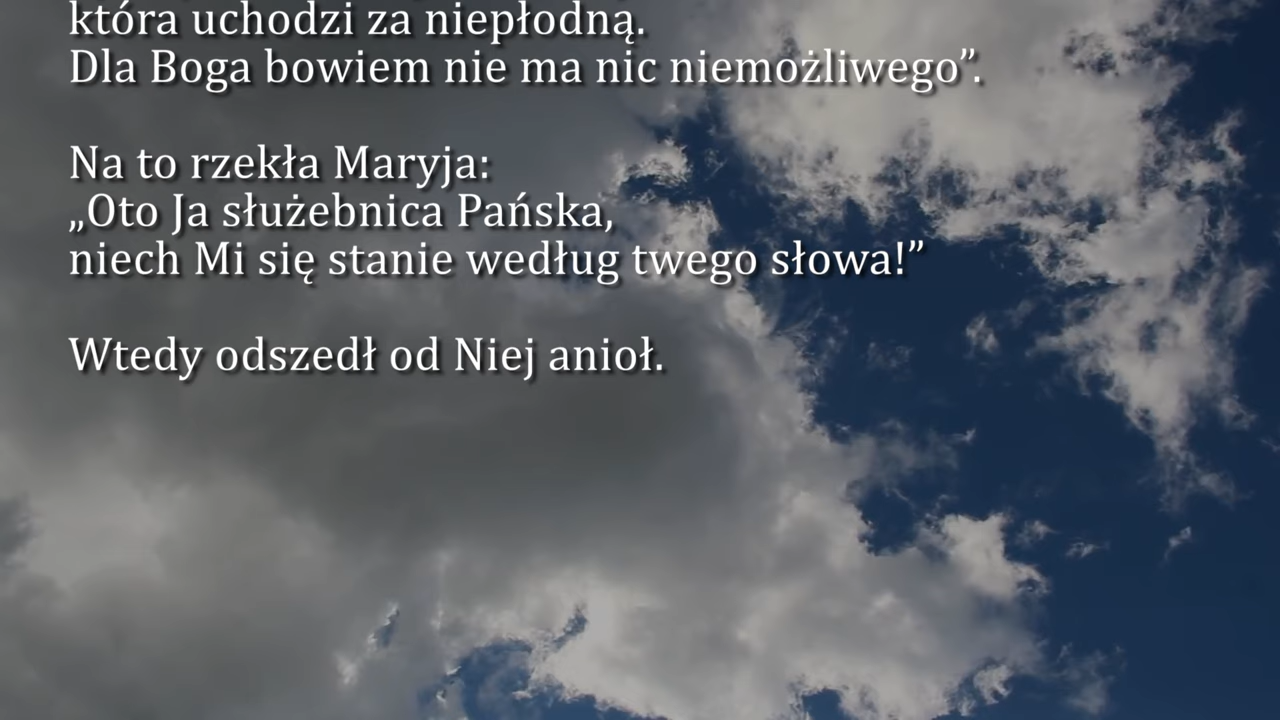 która uchodzi za niepłodną.
Dla Boga bowiem nie ma nic niemożliwego”.
Na to rzekła Maryja:
„Oto Ja służebnica Pańska,
niech Mi się stanie według twego słowa!”
Wtedy odszedł od Niej anioł.